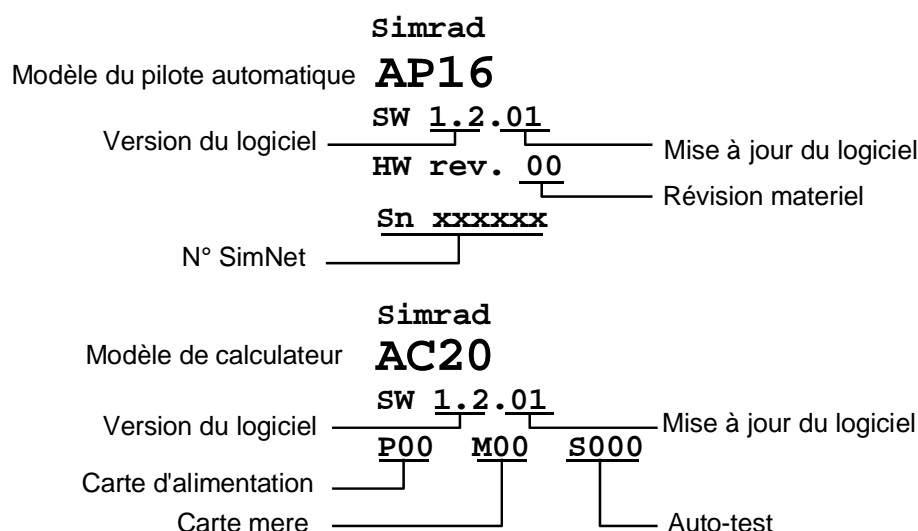 Simrad
Modèle du pilote automatique AP16
SW 1.2.01
Version du logiciel
Mise à jour du logiciel
HW rev. 00
Révision materiel
Sn xxxxxx
N° SimNet
Simrad
Modèle de calculateur AC20
SW 1.2.01
Version du logiciel
Mise à jour du logiciel
P00 M00 S000
Carte d'alimentation
Carte mere
Auto-test